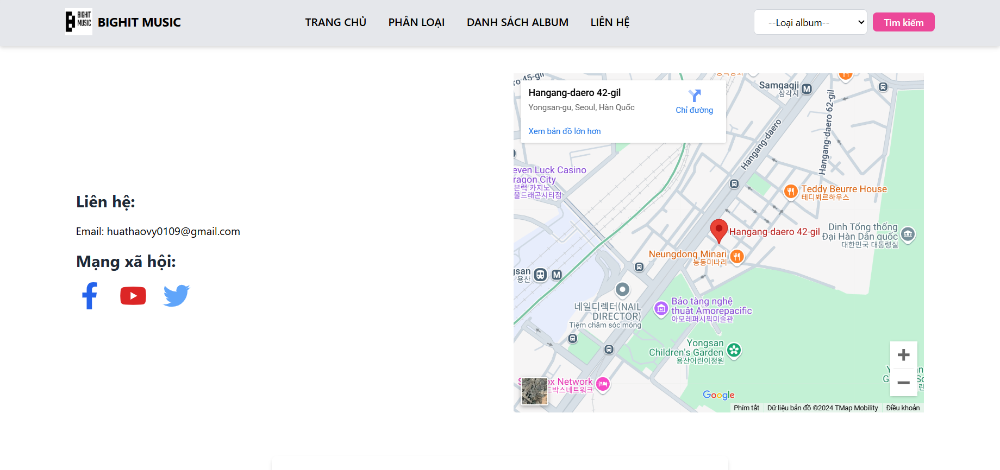 BIGHIT
MUSIC
BIGHIT MUSIC
TRANG CHỦ
PHÂN LOẠI
DANH SÁCH ALBUM
LIÊN HỆ
--Loại album--
Tìm kiếm
Liên hệ:
Email: huathaovy0109@gmail.com
Mạng xã hội:
Hangang-daero 42-gil
Yongsan-gu, Seoul, Hàn Quốc
Chỉ đường
Xem bản đồ lớn hơn
ro 45-gil
Samgagji
삼각지
Hangang-daero 62-gil
Hangang-daero
even Luck Casino
ragon City
븐럭 카지노
울드래곤시티점
Teddy Beurre House
테디뵈르하우스
Hangang-daero 42-gil
Dinh Tổng thống
Đại Hàn Dân quốc
대한민국 대통령실
Neungdong Minari
능동미나리
gsan
용산
네일디렉터(NAIL
DIRECTOR)
Tiệm chăm sóc móng
Bảo tàng nghệ
thuật Amorepacific
아모레퍼시픽미술관
Yongsan
Children's Garden
용산어린이정원
ox Network
드박스네트워크
Google
Phím tắt
Dữ liệu bản đồ ©2024 TMap Mobility
Điều khoản